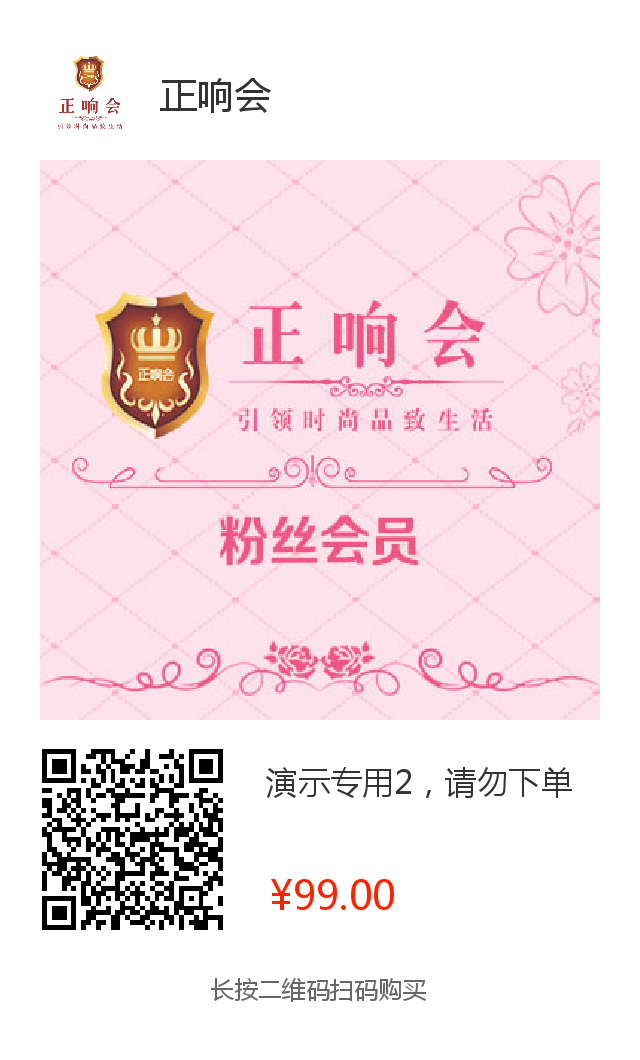 正响会
引领时尚品致生活
正响会
正响会
正响会
引领时尚品致生活
粉丝会员
演示专用2，请勿下单
¥99.00
长按二维码扫码购买